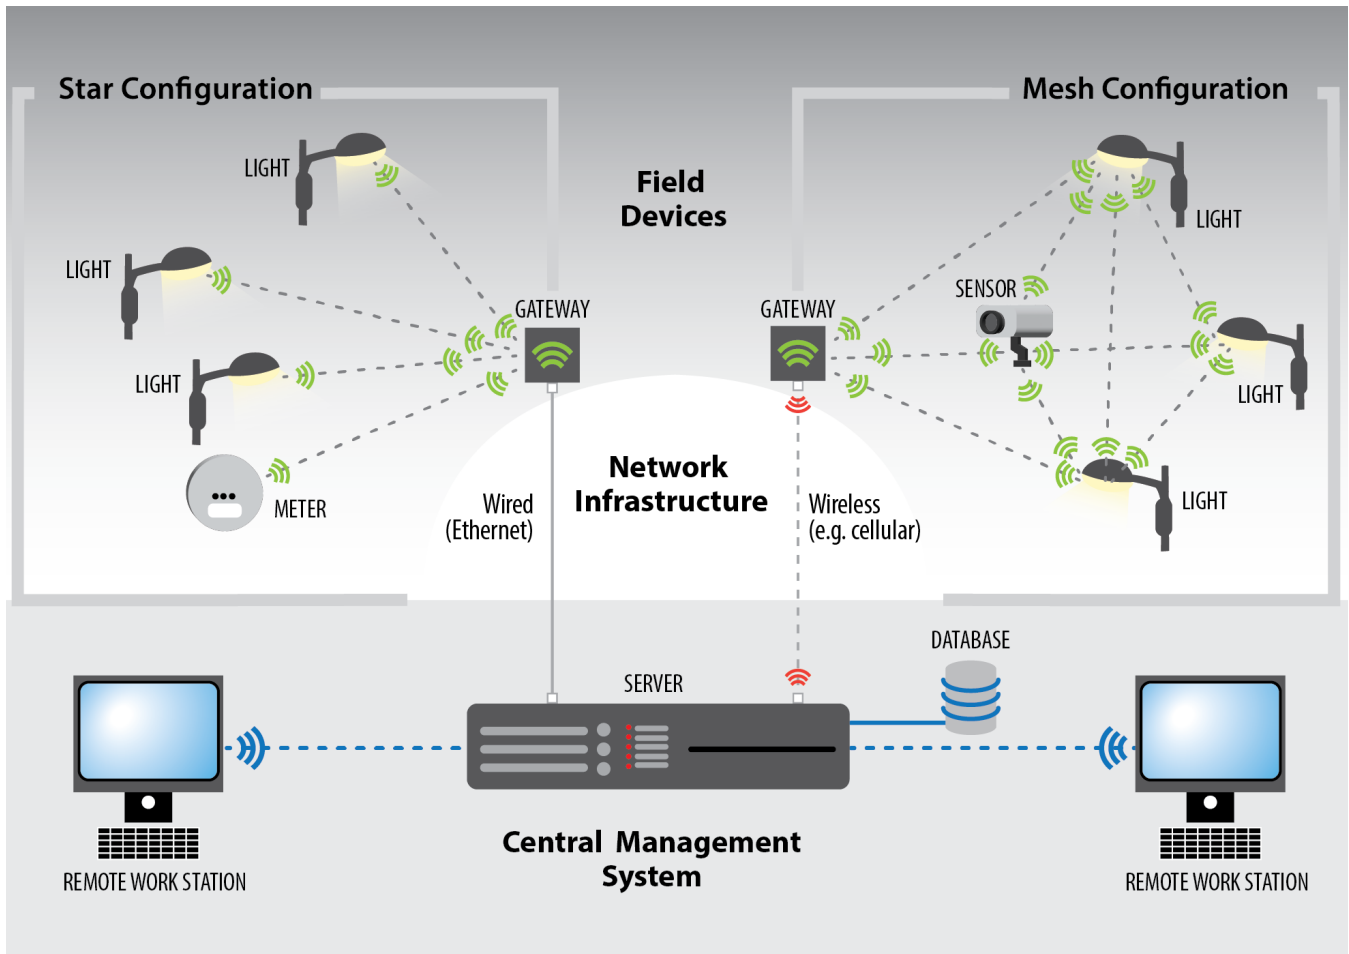 Star Configuration
Mesh Configuration
LIGHT
Field
Devices
LIGHT
LIGHT
SENSOR
GATEWAY
GATEWAY
LIGHT
LIGHT
Network
Infrastructure
METER
Wired
(Ethernet)
Wireless
(e.g. cellular)
LIGHT
DATABASE
SERVER
Central Management
System
REMOTE WORK STATION
REMOTE WORK STATION